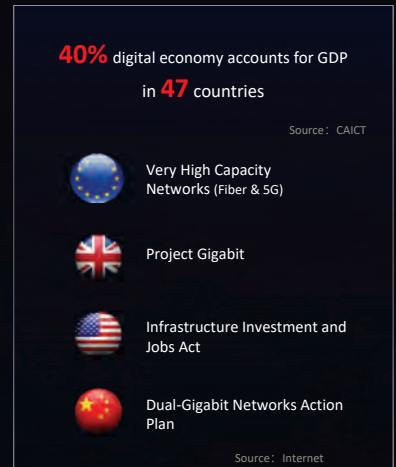 40% digital economy accounts for GDP
in 47 countries
Source： CAICT
Very High Capacity
Networks (Fiber & 5G)
Project Gigabit
Infrastructure Investment and
Jobs Act
Dual-Gigabit Networks Action
Plan
Source： Internet